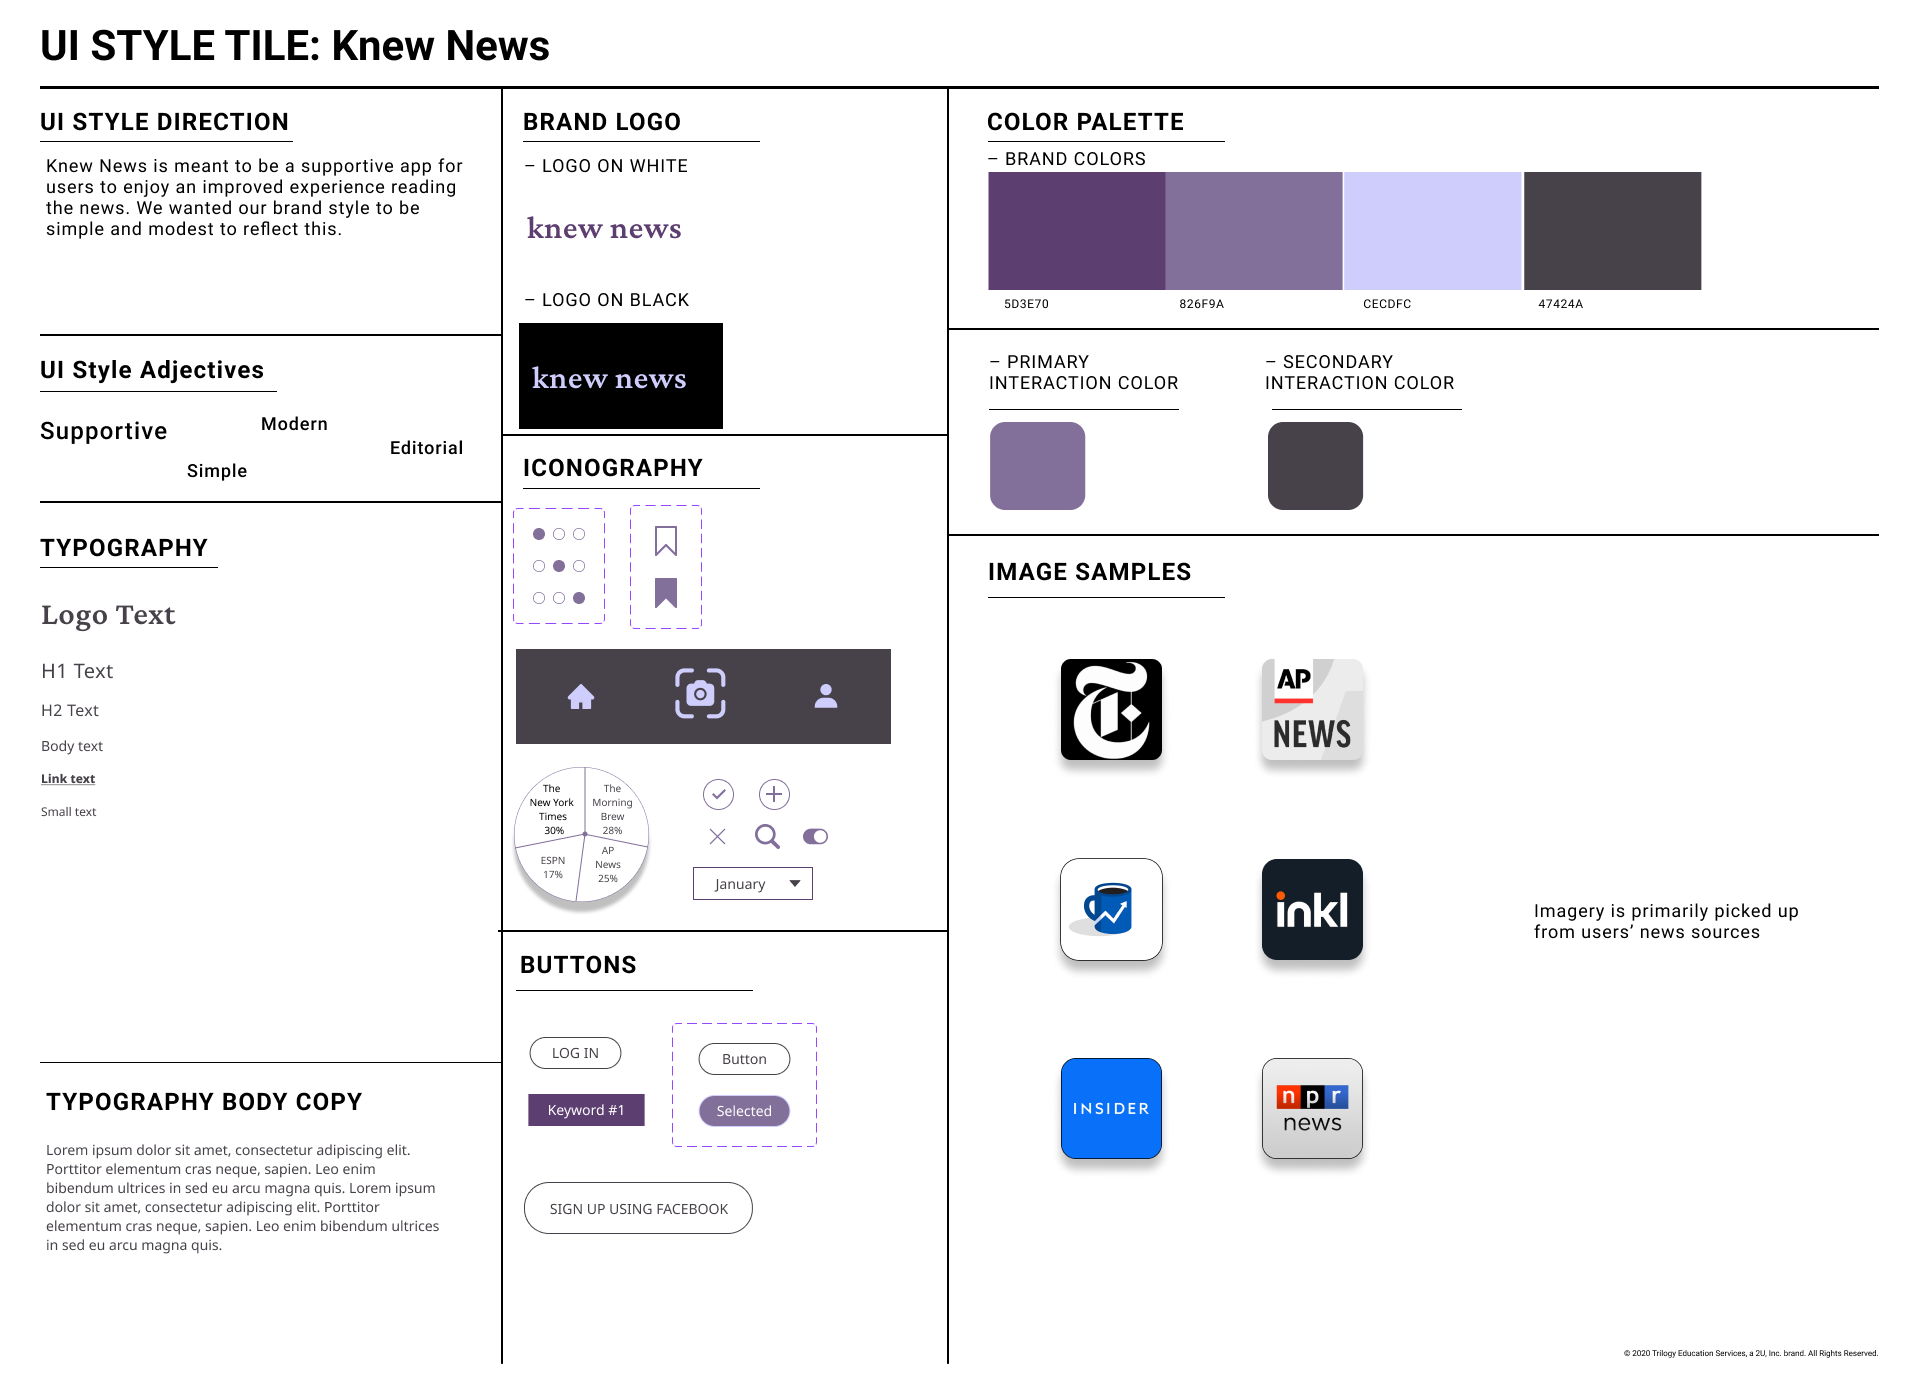 UI STYLE TILE: Knew News
UI STYLE DIRECTION
Knew News is meant to be a supportive app for
users to enjoy an improved experience reading
the news. We wanted our brand style to be
simple and modest to reflect this.
UI Style Adjectives
Supportive
Modern
Editorial
Simple
TYPOGRAPHY
Logo Text
H1 Text
H2 Text
Body text
Link text
Small text
TYPOGRAPHY BODY COPY
Lorem ipsum dolor sit amet, consectetur adipiscing elit.
Porttitor elementum cras neque, sapien. Leo enim
bibendum ultrices in sed eu arcu magna quis. Lorem ipsum
dolor sit amet, consectetur adipiscing elit. Porttitor
elementum cras neque, sapien. Leo enim bibendum ultrices
in sed eu arcu magna quis.
BRAND LOGO
– LOGO ON WHITE
knew news
– LOGO ON BLACK
knew news
ICONOGRAPHY
The
New York
Times
30%
The
Morning
Brew
28%
ESPN
17%
AP
News
25%
January
BUTTONS
LOG IN
Button
Keyword #1
Selected
SIGN UP USING FACEBOOK
COLOR PALETTE
– BRAND COLORS
5D3E70
826F9A
CECDFC
47424A
– PRIMARY
INTERACTION COLOR
– SECONDARY
INTERACTION COLOR
IMAGE SAMPLES
T
AP
NEWS
inkl
Imagery is primarily picked up
from users’ news sources
INSIDER
npr
news
© 2020 Trilogy Education Services, a 2U, Inc. brand. All Rights Reserved.